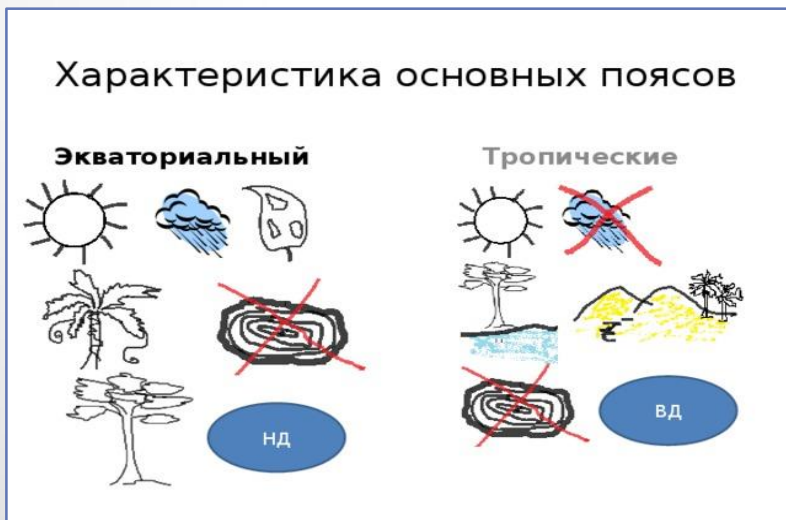 Характеристика основных поясов
Экваториальный
Тропические
нд
вд